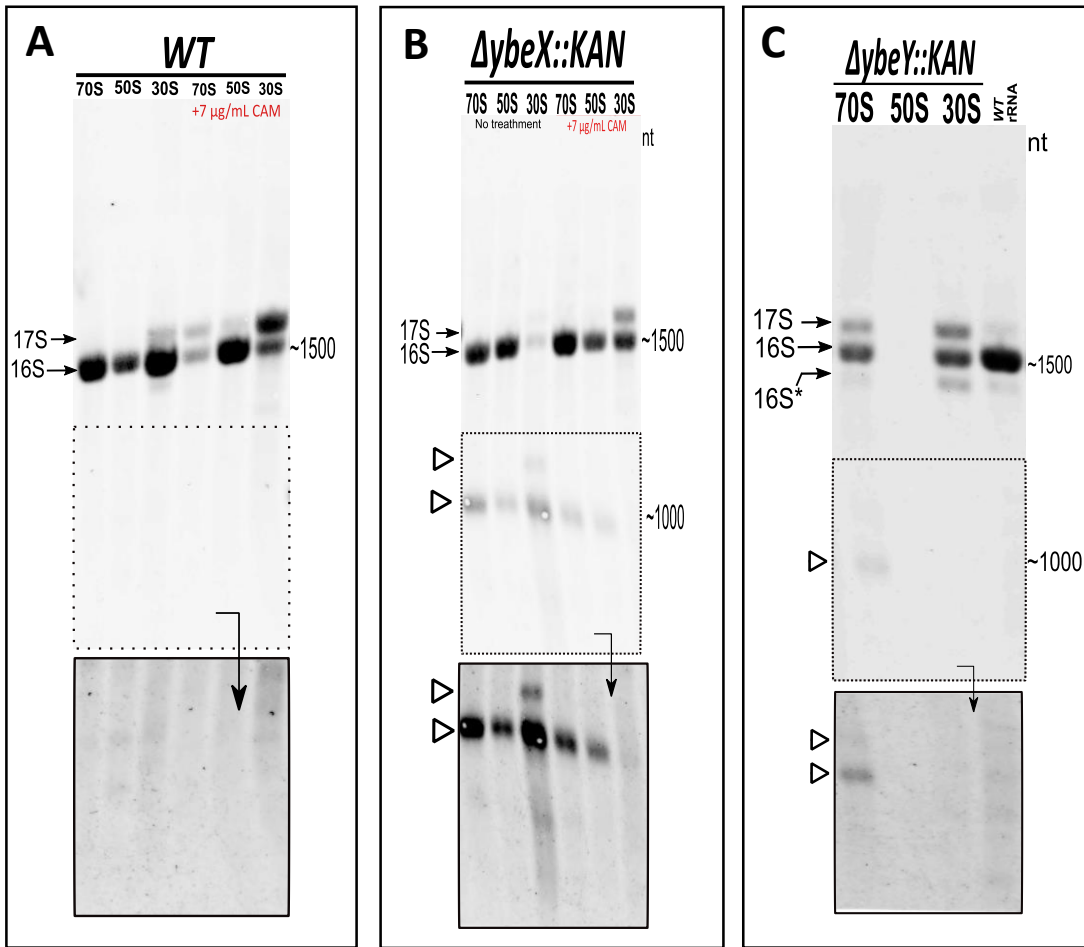 A
WT
70S 50S 30S 70S 50S 30S
+7 µg/mL CAM
17S
16S
~1500
B
ΔybeX::KAN
70S 50S 30S 70S 50S 30S
No treathment
+7 µg/mL CAM
nt
17S
16S
~1500
~1000
C
ΔybeY::KAN
70S 50S 30S WT rRNA
nt
17S
16S
16S*
~1500
~1000